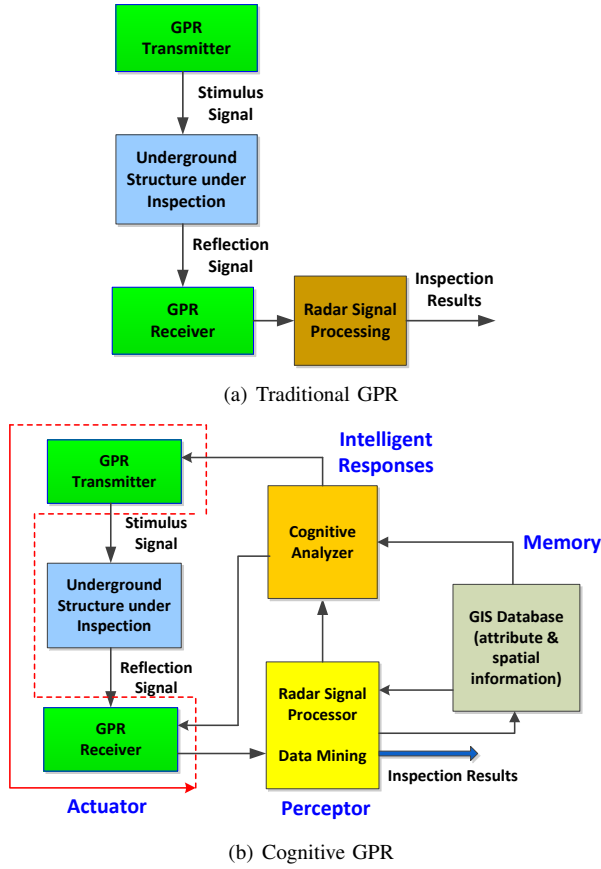 GPR
Transmitter
Stimulus
Signal
Underground
Structure under
Inspection
Reflection
Signal
GPR
Receiver
Radar Signal
Processing
Inspection
Results
(a) Traditional GPR
GPR
Transmitter
Intelligent
Responses
Stimulus
Signal
Cognitive
Analyzer
Memory
Underground
Structure under
Inspection
GIS Database
(attribute &
spatial
information)
Reflection
Signal
GPR
Receiver
Radar Signal
Processor
Data Mining
Inspection Results
Actuator
Perceptor
(b) Cognitive GPR